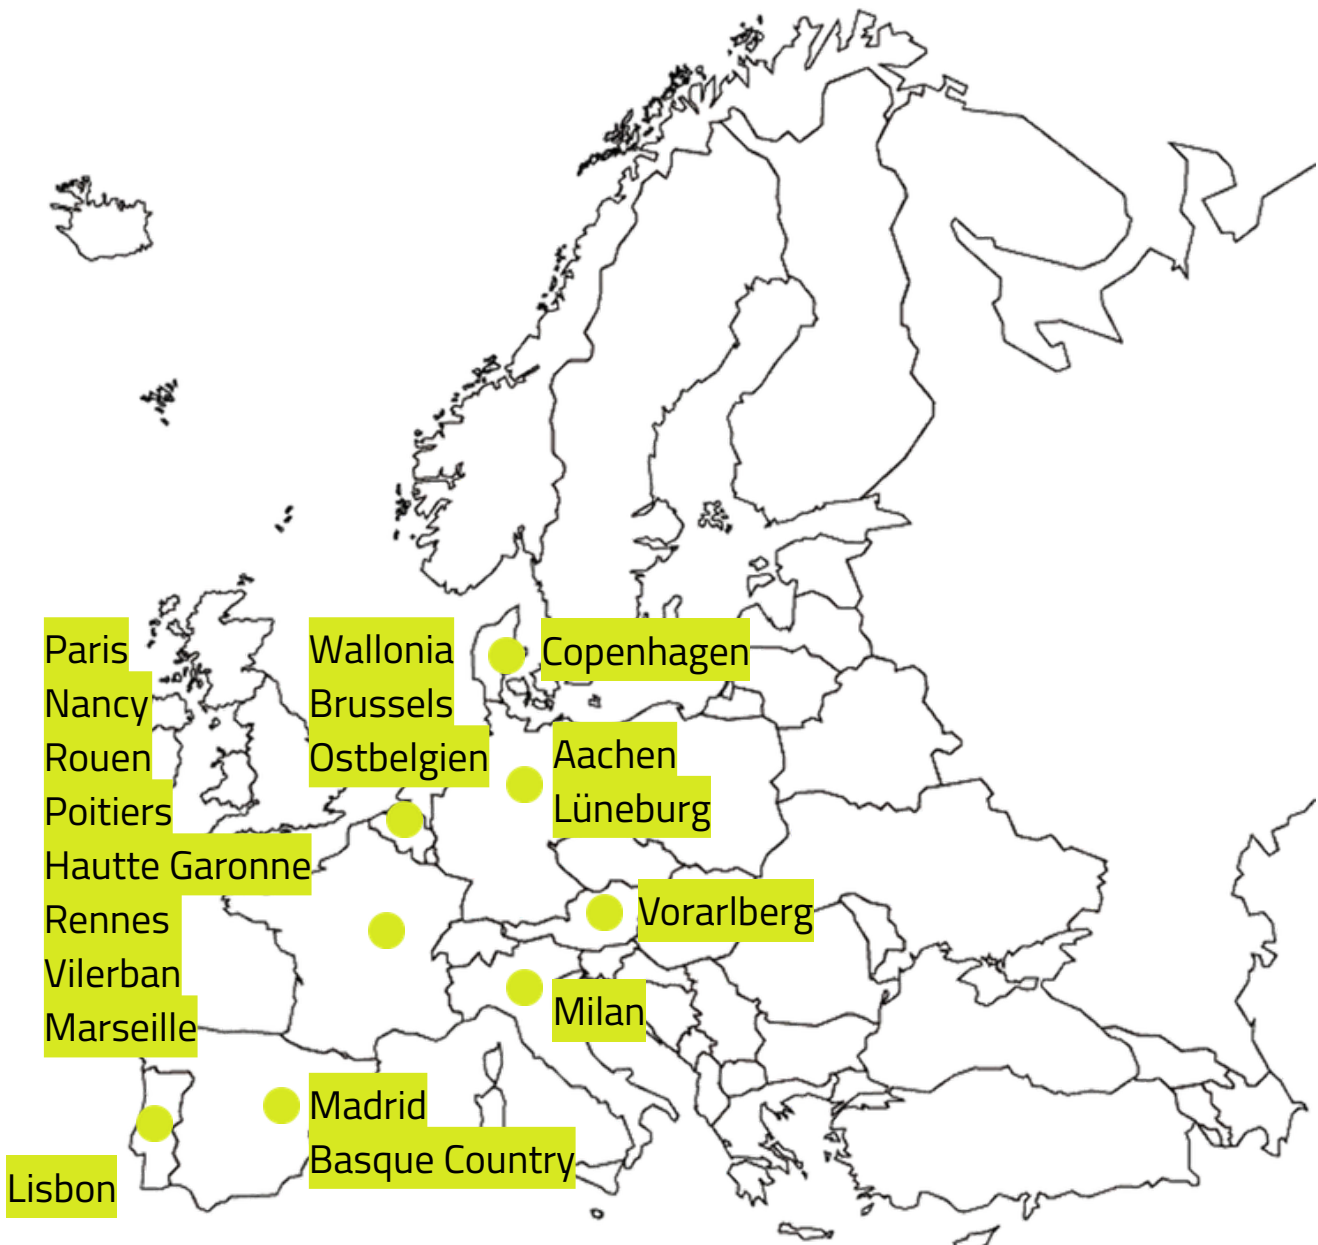 Paris
Nancy
Rouen
Poitiers
Hautte Garonne
Rennes
Vilerban
Marseille
Wallonia
Brussels
Ostbelgien
Copenhagen
Aachen
Lüneburg
Vorarlberg
Milan
Madrid
Basque Country
Lisbon